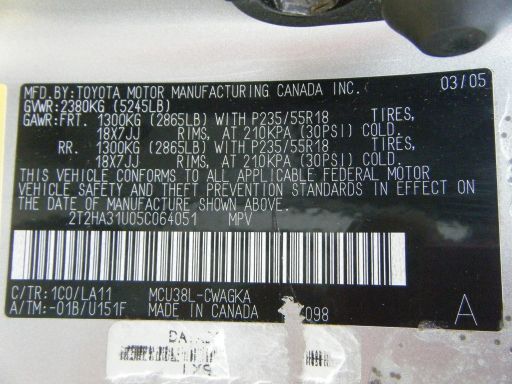 MFD.BY:TOYOTA MOTOR MANUFACTURING CANADA INC. 03/05
GVWR:2380KG (5245LB)
GAWR:FRT. 1300KG (2865LB) WITH P235/55R18 TIRES,
18X7JJ RIMS, AT 210KPA (30PSI) COLD.
RR. 1300KG (2865LB) WITH P235/55R18 TIRES,
18X7JJ RIMS, AT 210KPA (30PSI) COLD.
THIS VEHICLE CONFORMS TO ALL APPLICABLE FEDERAL MOTOR
VEHICLE SAFETY AND THEFT PREVENTION STANDARDS IN EFFECT ON
THE DATE OF MANUFACTURE SHOWN ABOVE.
2T2HA31U05C064051 MPV
C/TR:1C0/LA11 MCU38L-CWAGKA
A/TM:-01B/U151F MADE IN CANADA 098 A